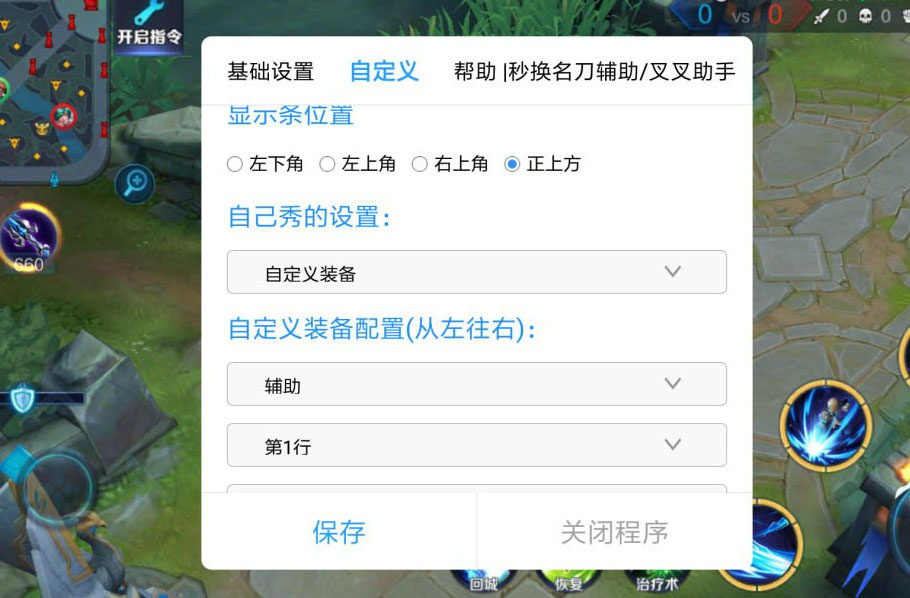 开启指令
0 VS 0 0 0
基础设置 自定义 帮助 |秒换名刀辅助/叉叉助手
显示条位置
左下角 左上角 右上角 正上方
自己秀的设置:
660
自定义装备
自定义装备配置(从左往右):
辅助
第1行
保存 关闭程序
回城 恢复 治疗术